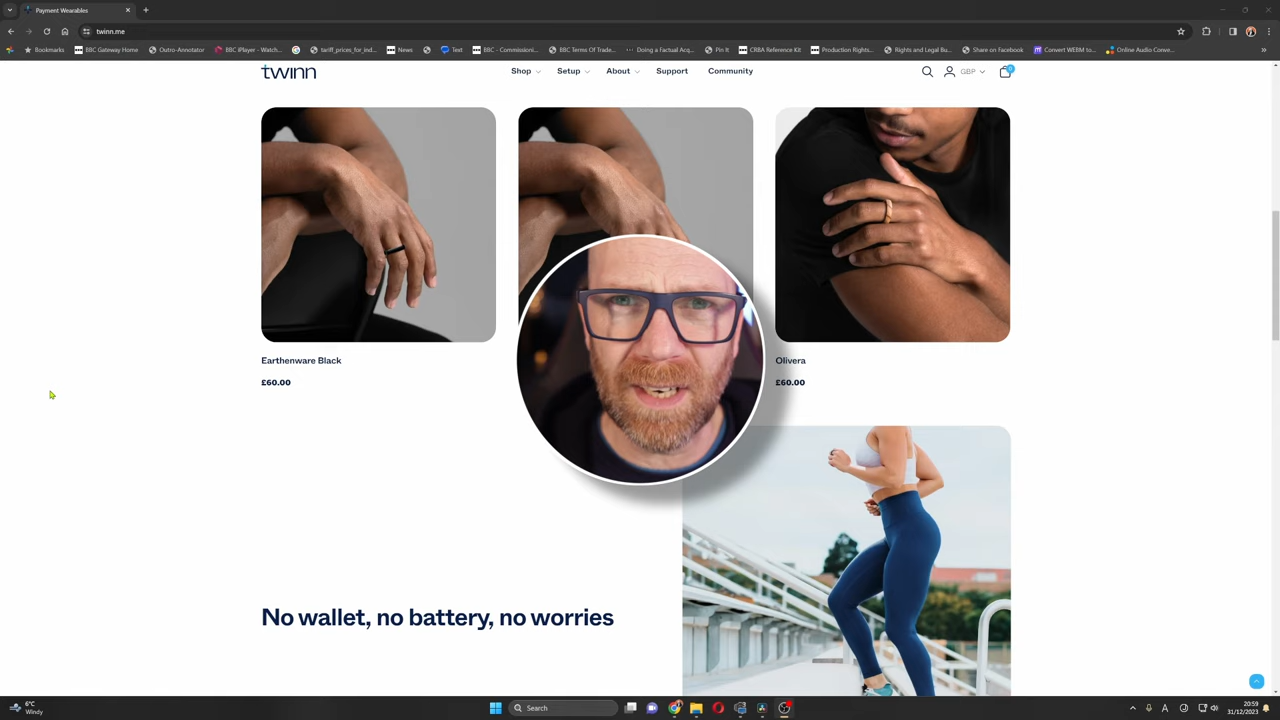 Payment Wearables
twinn.me
Bookmarks BBC Gateway Home Outro-Annotator BBC iPlayer - Watch... tariff_prices_for_ind... News Text BBC - Commissioni... BBC Terms Of Trade... Doing a Factual Acq... Pin It CRBA Reference Kit Production Rights... Rights and Legal Bu... Share on Facebook Convert WEBM to... Online Audio Conve...
twinn Shop Setup About Support Community GBP 0
Earthenware Black Olivera
£60.00 £60.00
No wallet, no battery, no worries
6°C
Windy
Search
20:59
31/12/2023